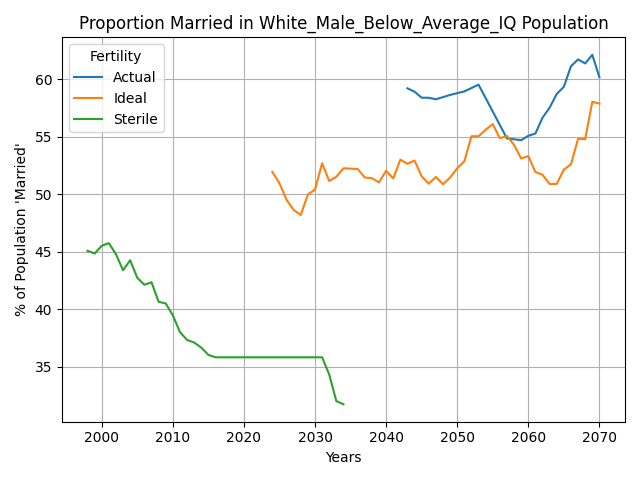 Proportion Married in White_Male_Below_Average_IQ Population
Fertility
Actual
Ideal
Sterile
% of Population 'Married'
60
55
50
45
40
35
2000 2010 2020 2030 2040 2050 2060 2070
Years